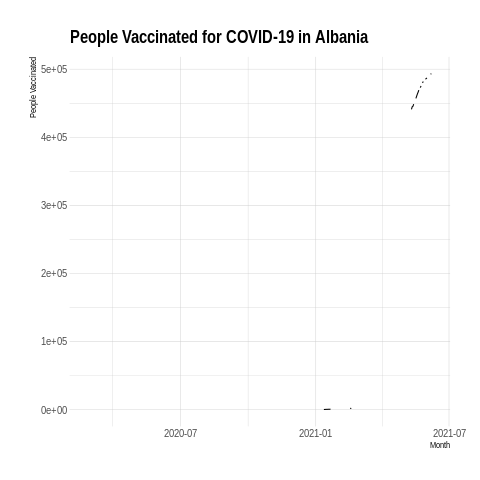 People Vaccinated for COVID-19 in Albania
People Vaccinated
5e+05
4e+05
3e+05
2e+05
1e+05
0e+00
2020-07
2021-01
2021-07
Month